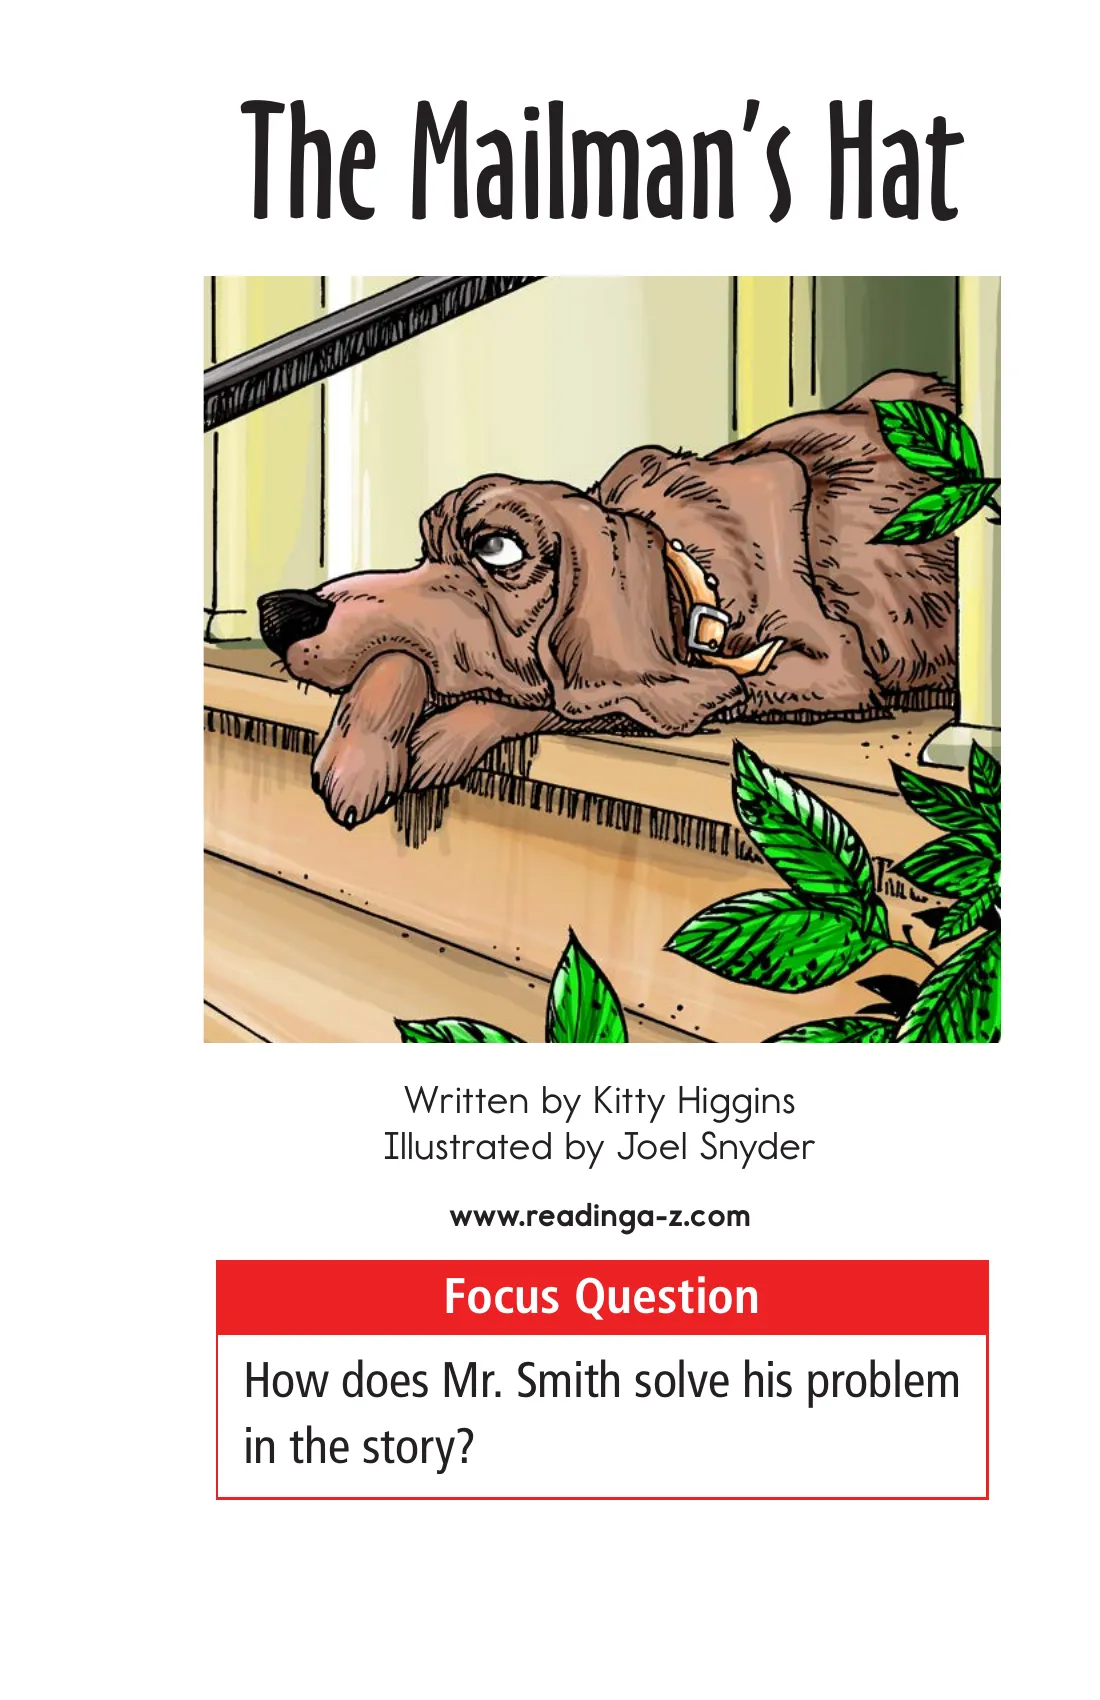 The Mailman’s Hat
Written by Kitty Higgins
Illustrated by Joel Snyder
www.readinga-z.com
Focus Question
How does Mr. Smith solve his problem
in the story?